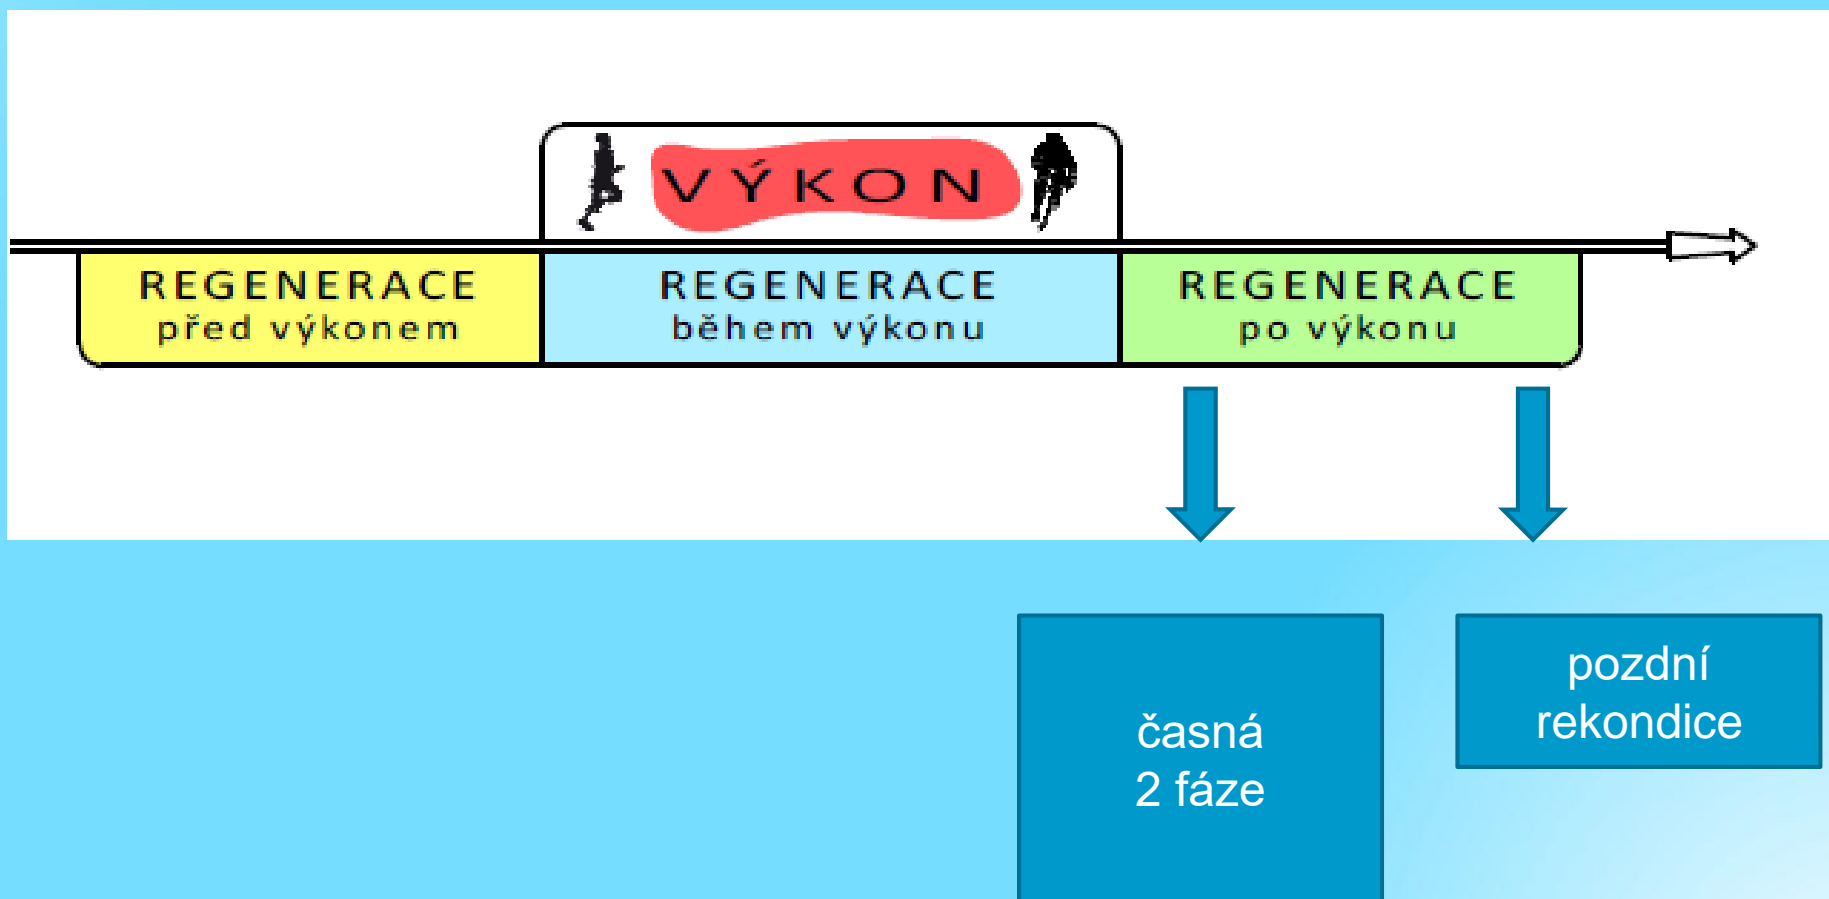 VÝKON
REGENERACE
před výkonem
REGENERACE
během výkonu
REGENERACE
po výkonu
časná
2 fáze
pozdní
rekondice